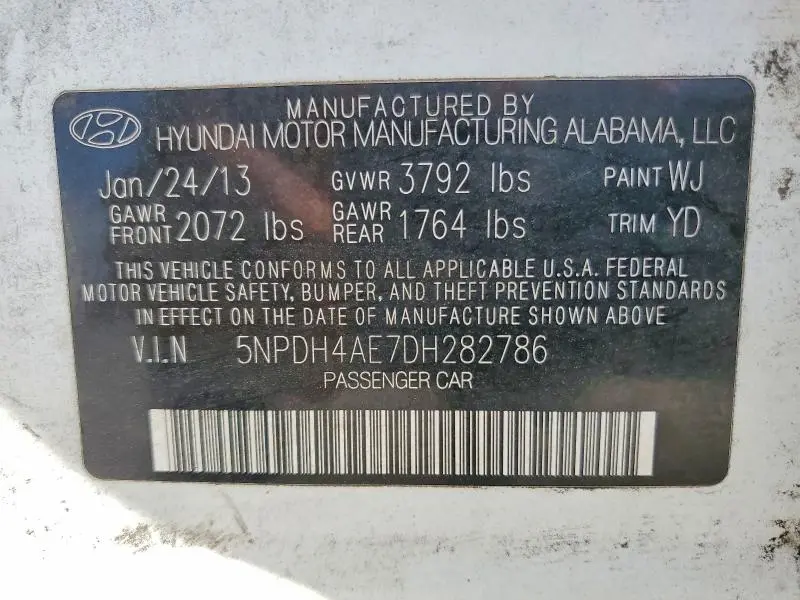 MANUFACTURED BY
HYUNDAI MOTOR MANUFACTURING ALABAMA, LLC
Jan/24/13 GVWR 3792 lbs PAINT WJ
GAWR FRONT 2072 lbs GAWR REAR 1764 lbs TRIM YD
THIS VEHICLE CONFORMS TO ALL APPLICABLE U.S.A. FEDERAL
MOTOR VEHICLE SAFETY, BUMPER, AND THEFT PREVENTION STANDARDS
IN EFFECT ON THE DATE OF MANUFACTURE SHOWN ABOVE
V.I.N 5NPDH4AE7DH282786
PASSENGER CAR